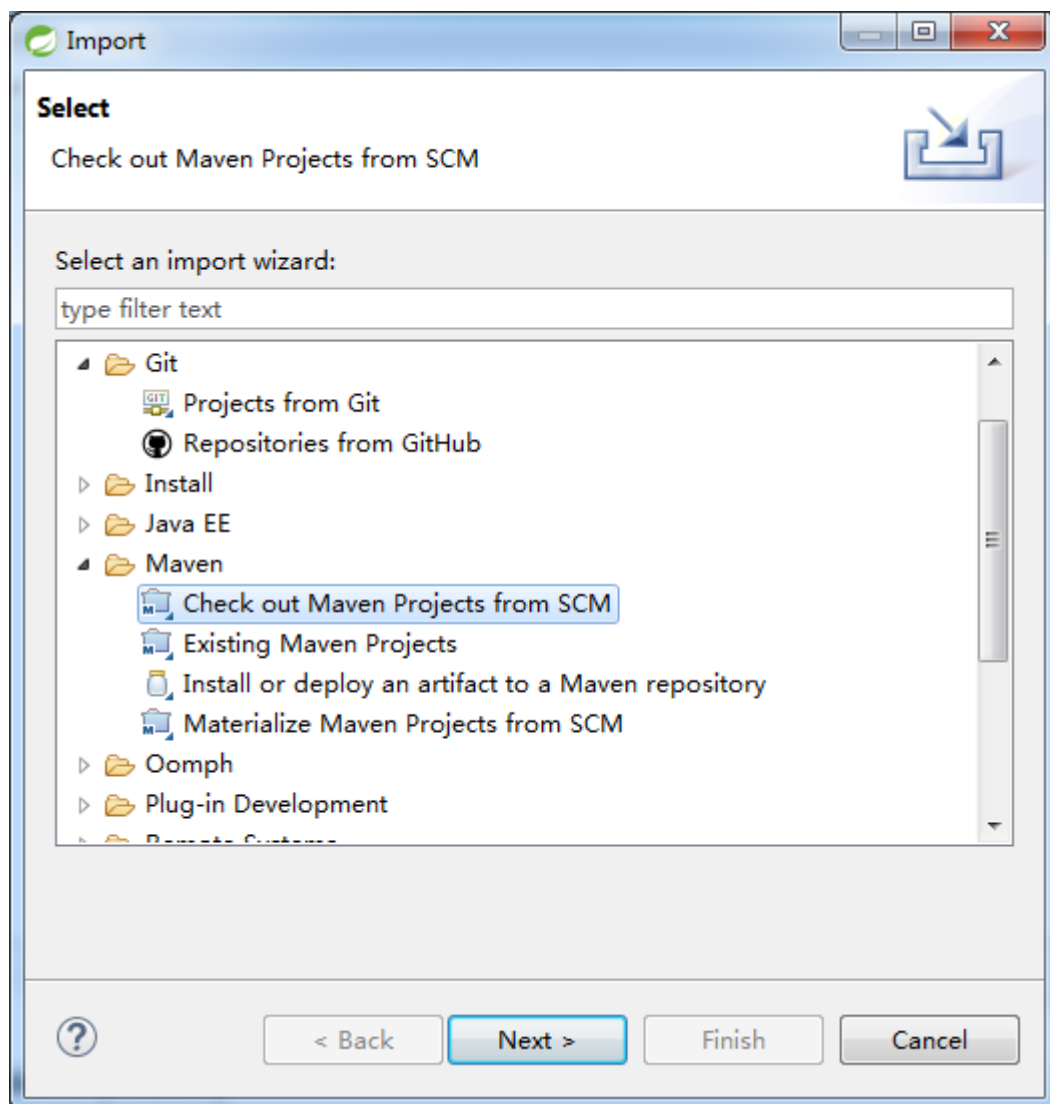 Import
Select
Check out Maven Projects from SCM
Select an import wizard:
type filter text
Git
Projects from Git
Repositories from GitHub
Install
Java EE
Maven
Check out Maven Projects from SCM
Existing Maven Projects
Install or deploy an artifact to a Maven repository
Materialize Maven Projects from SCM
Oomph
Plug-in Development
Remote Systems
< Back
Next >
Finish
Cancel